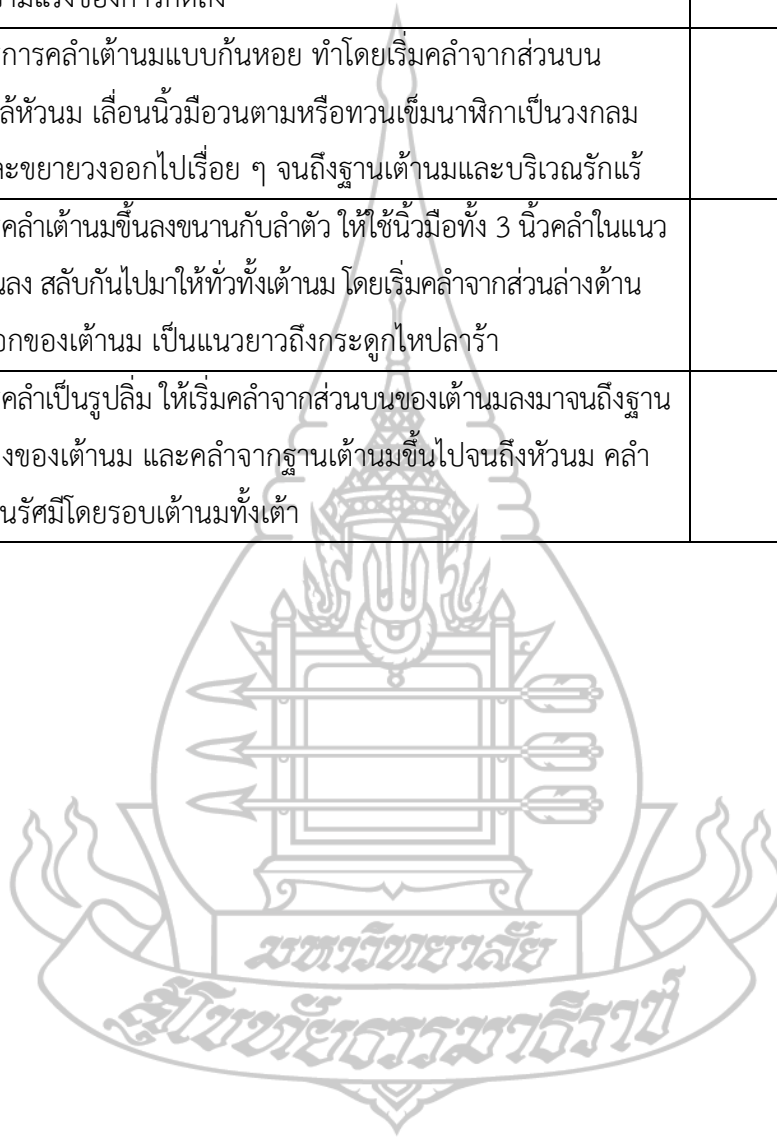 การคลำเต้านมแบบก้นหอย ทำโดยเริ่มคลำจากส่วนบน
ล้หัวนม เลื่อนนิ้วมือวนตามหรือทวนเข็มนาฬิกาเป็นวงกลม
ละขยายวงออกไปเรื่อย ๆ จนถึงฐานเต้านมและบริเวณรักแร้
คลำเต้านมขึ้นลงขนานกับลำตัว ให้ใช้นิ้วมือทั้ง 3 นิ้วคลำในแนว
นลง สลับกันไปมาให้ทั่วทั้งเต้านม โดยเริ่มคลำจากส่วนล่างด้าน
อกของเต้านม เป็นแนวยาวถึงกระดูกไหปลาร้า
คลำเป็นรูปลิ่ม ให้เริ่มคลำจากส่วนบนของเต้านมลงมาจนถึงฐาน
งของเต้านม และคลำจากฐานเต้านมขึ้นไปจนถึงหัวนม คลำ
นรัศมีโดยรอบเต้านมทั้งเต้า
มหาวิทยาลัย
สุโขทัยธรรมาธิราช